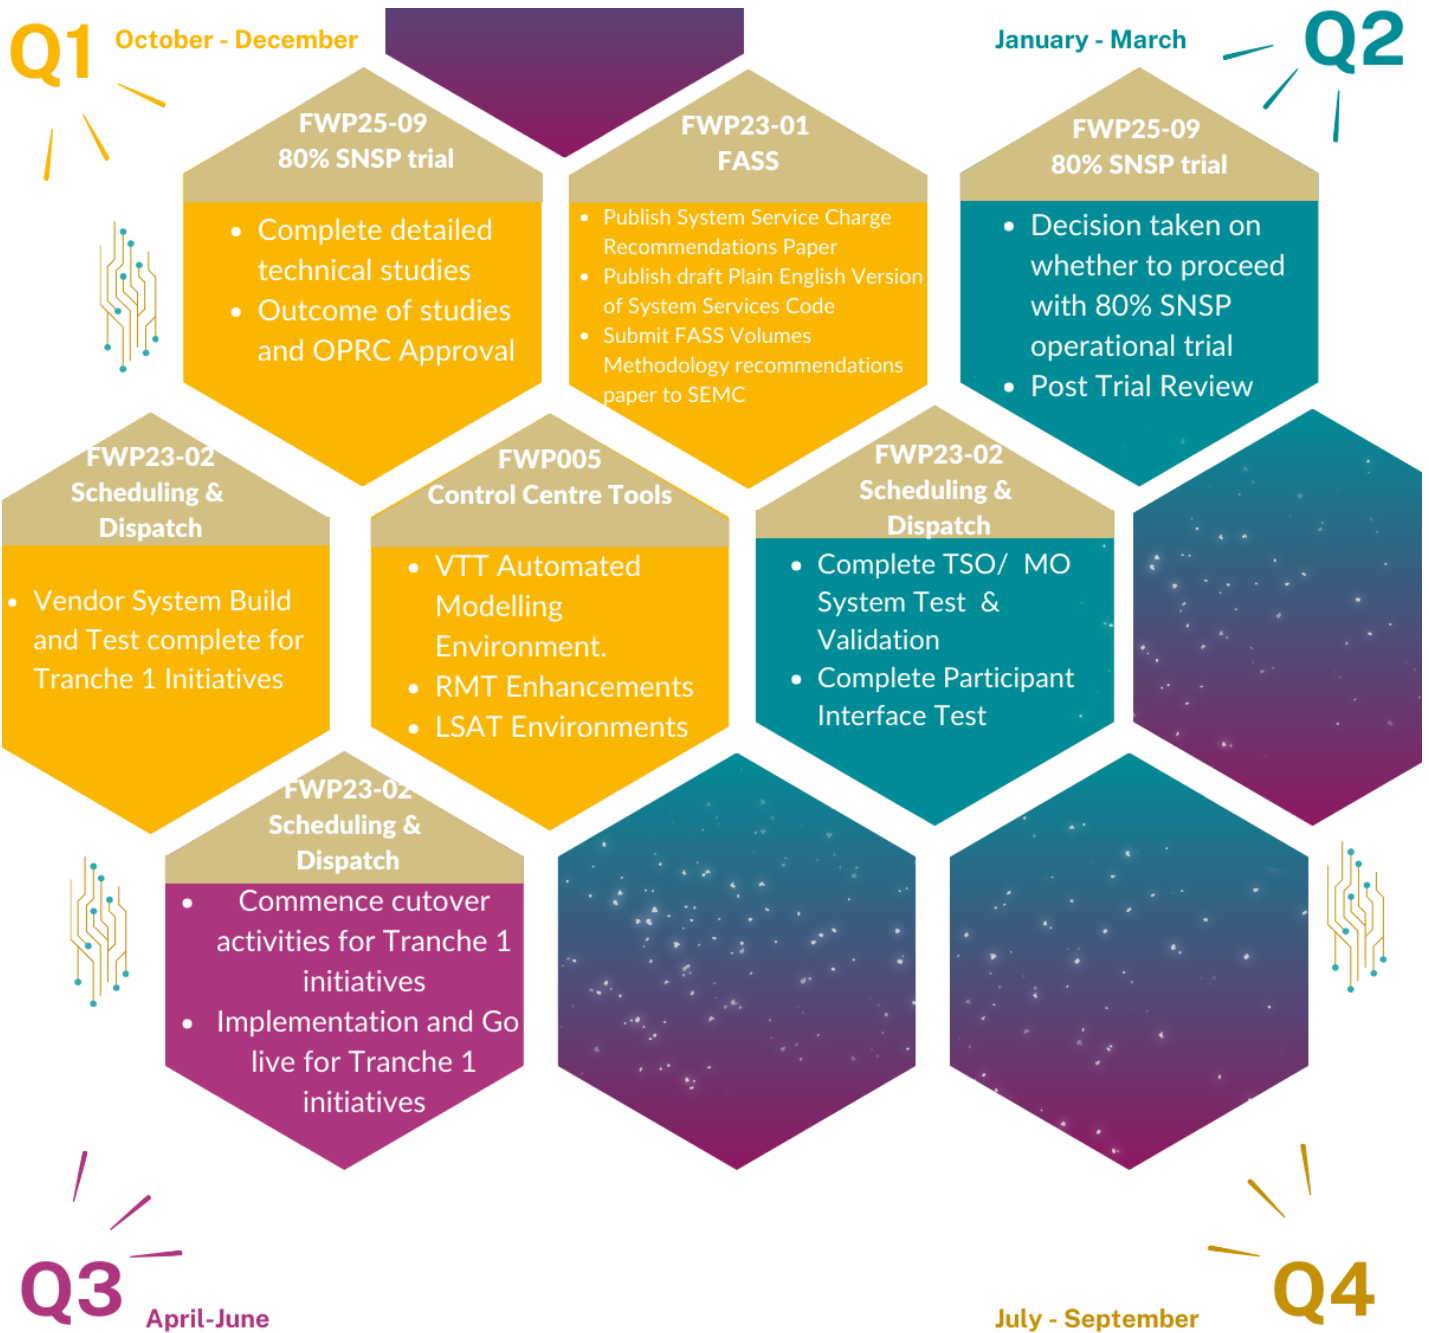 Q1
October - December
January - March
Q2
FWP25-09
80% SNSP trial
• Complete detailed
technical studies
• Outcome of studies
and OPRC Approval
FWP23-01
FASS
• Publish System Service Charge
Recommendations Paper
• Publish draft Plain English Version
of System Services Code
• Submit FASS Volumes
Methodology recommendations
paper to SEMC
FWP25-09
80% SNSP trial
• Decision taken on
whether to proceed
with 80% SNSP
operational trial
• Post Trial Review
FWP23-02
Scheduling &
Dispatch
• Vendor System Build
and Test complete for
Tranche 1 Initiatives
FWP005
Control Centre Tools
• VTT Automated
Modelling
Environment.
• RMT Enhancements
• LSAT Environments
FWP23-02
Scheduling &
Dispatch
• Complete TSO/ MO
System Test &
Validation
• Complete Participant
Interface Test
FWP23-02
Scheduling &
Dispatch
• Commence cutover
activities for Tranche 1
initiatives
• Implementation and Go
live for Tranche 1
initiatives
Q3
April-June
July - September
Q4